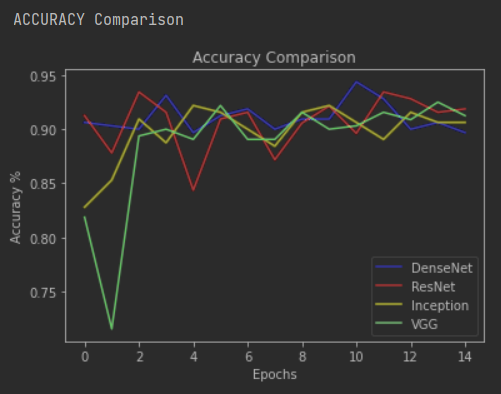 ACCURACY Comparison
Accuracy Comparison
0.95
0.90
0.85
0.80
0.75
Accuracy %
0 2 4 6 8 10 12 14
Epochs
DenseNet
ResNet
Inception
VGG